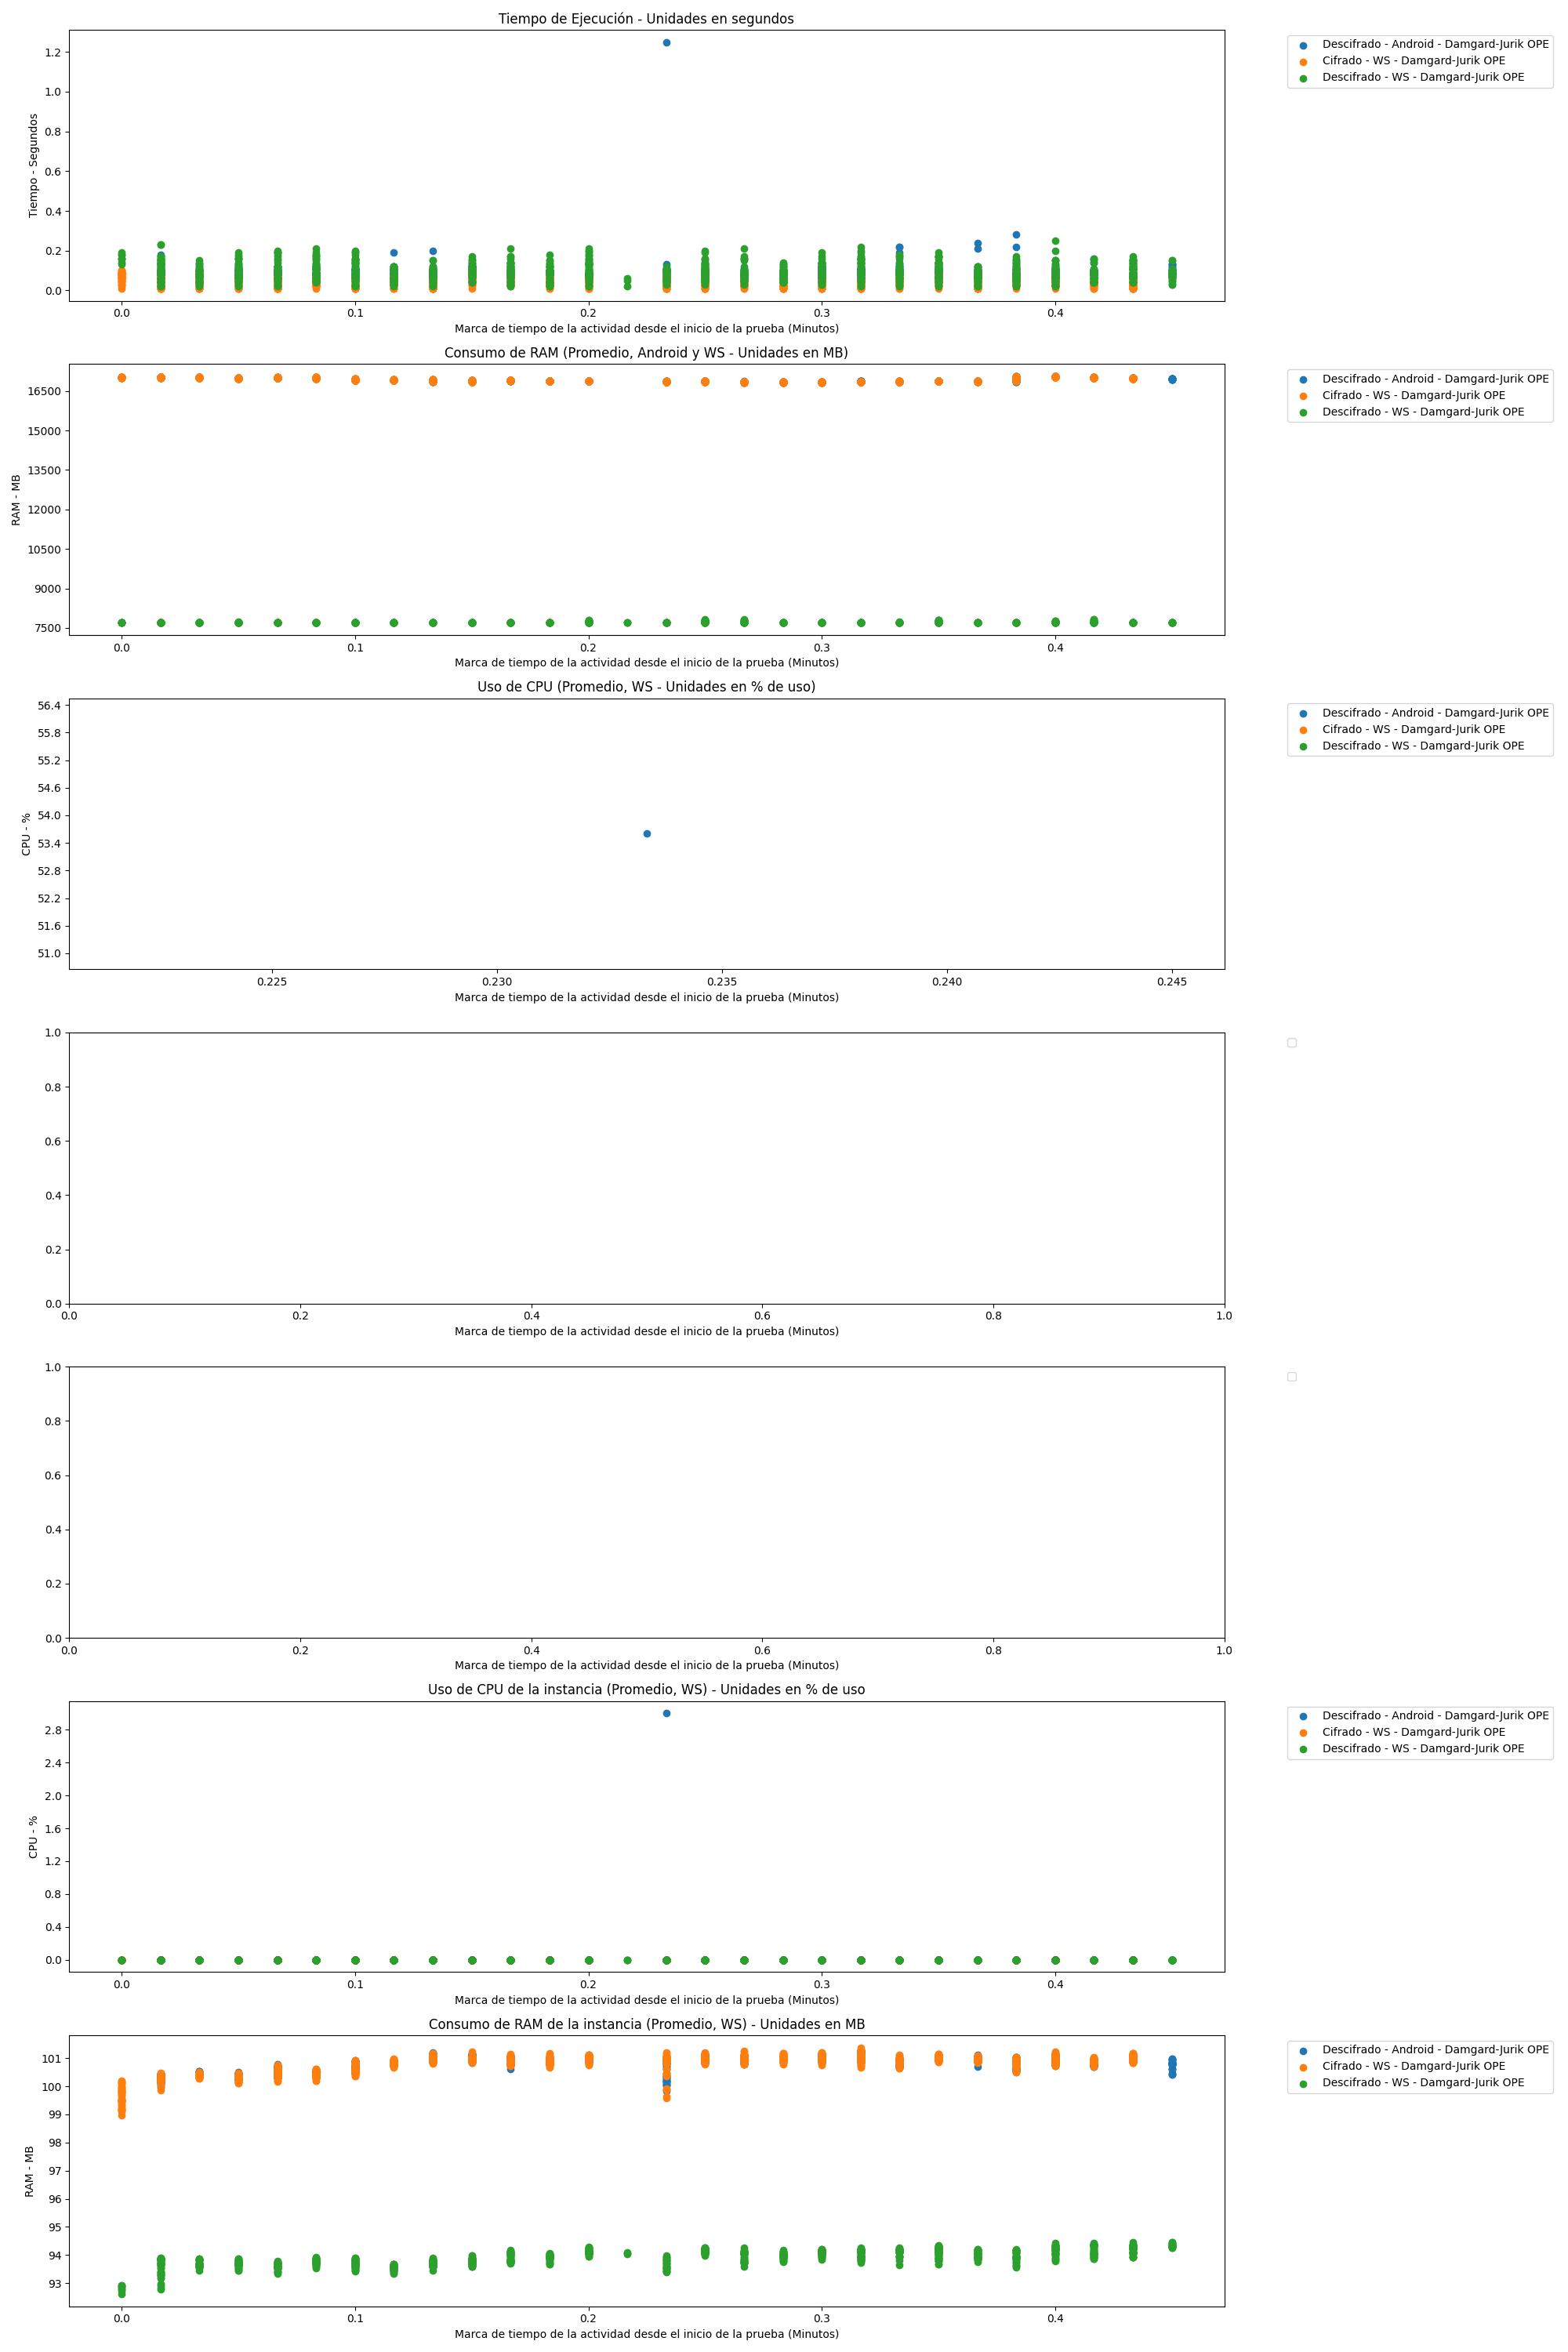 Tiempo de Ejecución - Unidades en segundos
Tiempo - Segundos
1.2
1.0
0.8
0.6
0.4
0.2
0.0
0.0 0.1 0.2 0.3 0.4
Marca de tiempo de la actividad desde el inicio de la prueba (Minutos)
Descifrado - Android - Damgard-Jurik OPE
Cifrado - WS - Damgard-Jurik OPE
Descifrado - WS - Damgard-Jurik OPE
Consumo de RAM (Promedio, Android y WS - Unidades en MB)
RAM - MB
16500
15000
13500
12000
10500
9000
7500
0.0 0.1 0.2 0.3 0.4
Marca de tiempo de la actividad desde el inicio de la prueba (Minutos)
Descifrado - Android - Damgard-Jurik OPE
Cifrado - WS - Damgard-Jurik OPE
Descifrado - WS - Damgard-Jurik OPE
Uso de CPU (Promedio, WS - Unidades en % de uso)
CPU - %
56.4
55.8
55.2
54.6
54.0
53.4
52.8
52.2
51.6
51.0
0.225 0.230 0.235 0.240 0.245
Marca de tiempo de la actividad desde el inicio de la prueba (Minutos)
Descifrado - Android - Damgard-Jurik OPE
Cifrado - WS - Damgard-Jurik OPE
Descifrado - WS - Damgard-Jurik OPE
1.0
0.8
0.6
0.4
0.2
0.0
0.0 0.2 0.4 0.6 0.8 1.0
Marca de tiempo de la actividad desde el inicio de la prueba (Minutos)
1.0
0.8
0.6
0.4
0.2
0.0
0.0 0.2 0.4 0.6 0.8 1.0
Marca de tiempo de la actividad desde el inicio de la prueba (Minutos)
Uso de CPU de la instancia (Promedio, WS) - Unidades en % de uso
CPU - %
2.8
2.4
2.0
1.6
1.2
0.8
0.4
0.0
0.0 0.1 0.2 0.3 0.4
Marca de tiempo de la actividad desde el inicio de la prueba (Minutos)
Descifrado - Android - Damgard-Jurik OPE
Cifrado - WS - Damgard-Jurik OPE
Descifrado - WS - Damgard-Jurik OPE
Consumo de RAM de la instancia (Promedio, WS) - Unidades en MB
RAM - MB
101
100
99
98
97
96
95
94
93
0.0 0.1 0.2 0.3 0.4
Marca de tiempo de la actividad desde el inicio de la prueba (Minutos)
Descifrado - Android - Damgard-Jurik OPE
Cifrado - WS - Damgard-Jurik OPE
Descifrado - WS - Damgard-Jurik OPE